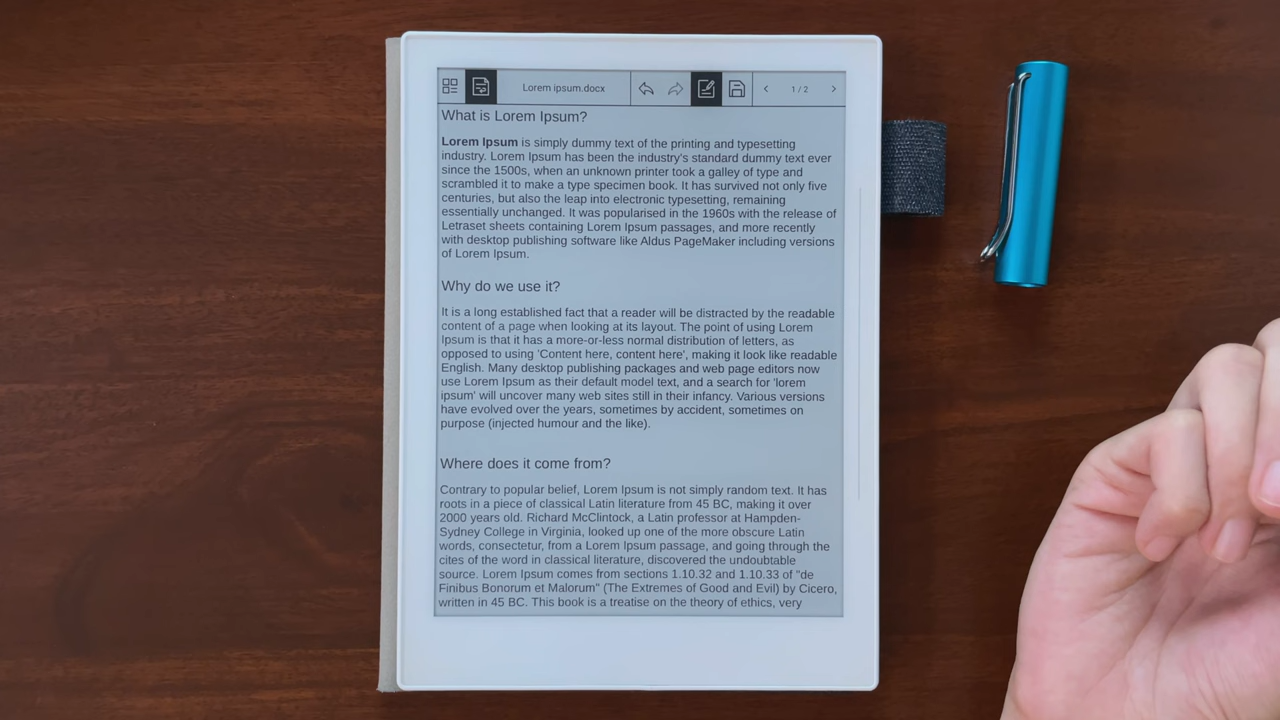 Lorem ipsum.docx
1 / 2
What is Lorem Ipsum?
Lorem Ipsum is simply dummy text of the printing and typesetting
industry. Lorem Ipsum has been the industry's standard dummy text ever
since the 1500s, when an unknown printer took a galley of type and
scrambled it to make a type specimen book. It has survived not only five
centuries, but also the leap into electronic typesetting, remaining
essentially unchanged. It was popularised in the 1960s with the release of
Letraset sheets containing Lorem Ipsum passages, and more recently
with desktop publishing software like Aldus PageMaker including versions
of Lorem Ipsum.
Why do we use it?
It is a long established fact that a reader will be distracted by the readable
content of a page when looking at its layout. The point of using Lorem
Ipsum is that it has a more-or-less normal distribution of letters, as
opposed to using 'Content here, content here', making it look like readable
English. Many desktop publishing packages and web page editors now
use Lorem Ipsum as their default model text, and a search for 'lorem
ipsum' will uncover many web sites still in their infancy. Various versions
have evolved over the years, sometimes by accident, sometimes on
purpose (injected humour and the like).
Where does it come from?
Contrary to popular belief, Lorem Ipsum is not simply random text. It has
roots in a piece of classical Latin literature from 45 BC, making it over
2000 years old. Richard McClintock, a Latin professor at Hampden-
Sydney College in Virginia, looked up one of the more obscure Latin
words, consectetur, from a Lorem Ipsum passage, and going through the
cites of the word in classical literature, discovered the undoubtable
source. Lorem Ipsum comes from sections 1.10.32 and 1.10.33 of "de
Finibus Bonorum et Malorum" (The Extremes of Good and Evil) by Cicero,
written in 45 BC. This book is a treatise on the theory of ethics, very